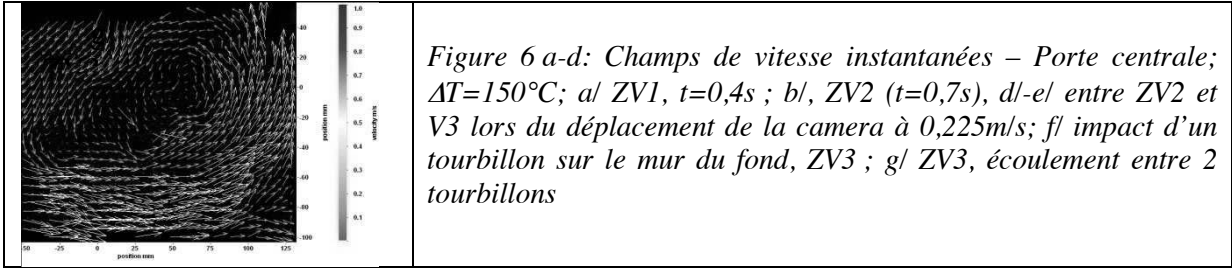 Figure 6 a-d: Champs de vitesse instantanées – Porte centrale;
ΔT=150°C; a/ ZV1, t=0,4s ; b/, ZV2 (t=0,7s), d/-e/ entre ZV2 et
V3 lors du déplacement de la camera à 0,225m/s; f/ impact d'un
tourbillon sur le mur du fond, ZV3 ; g/ ZV3, écoulement entre 2
tourbillons
1.0
0.9
0.8
0.7
0.6
0.5
0.4
0.3
0.2
0.1
velocity m/s
40
20
0
-20
-40
-60
-80
-100
position mm
-50 -25 0 25 50 75 100 125
position mm